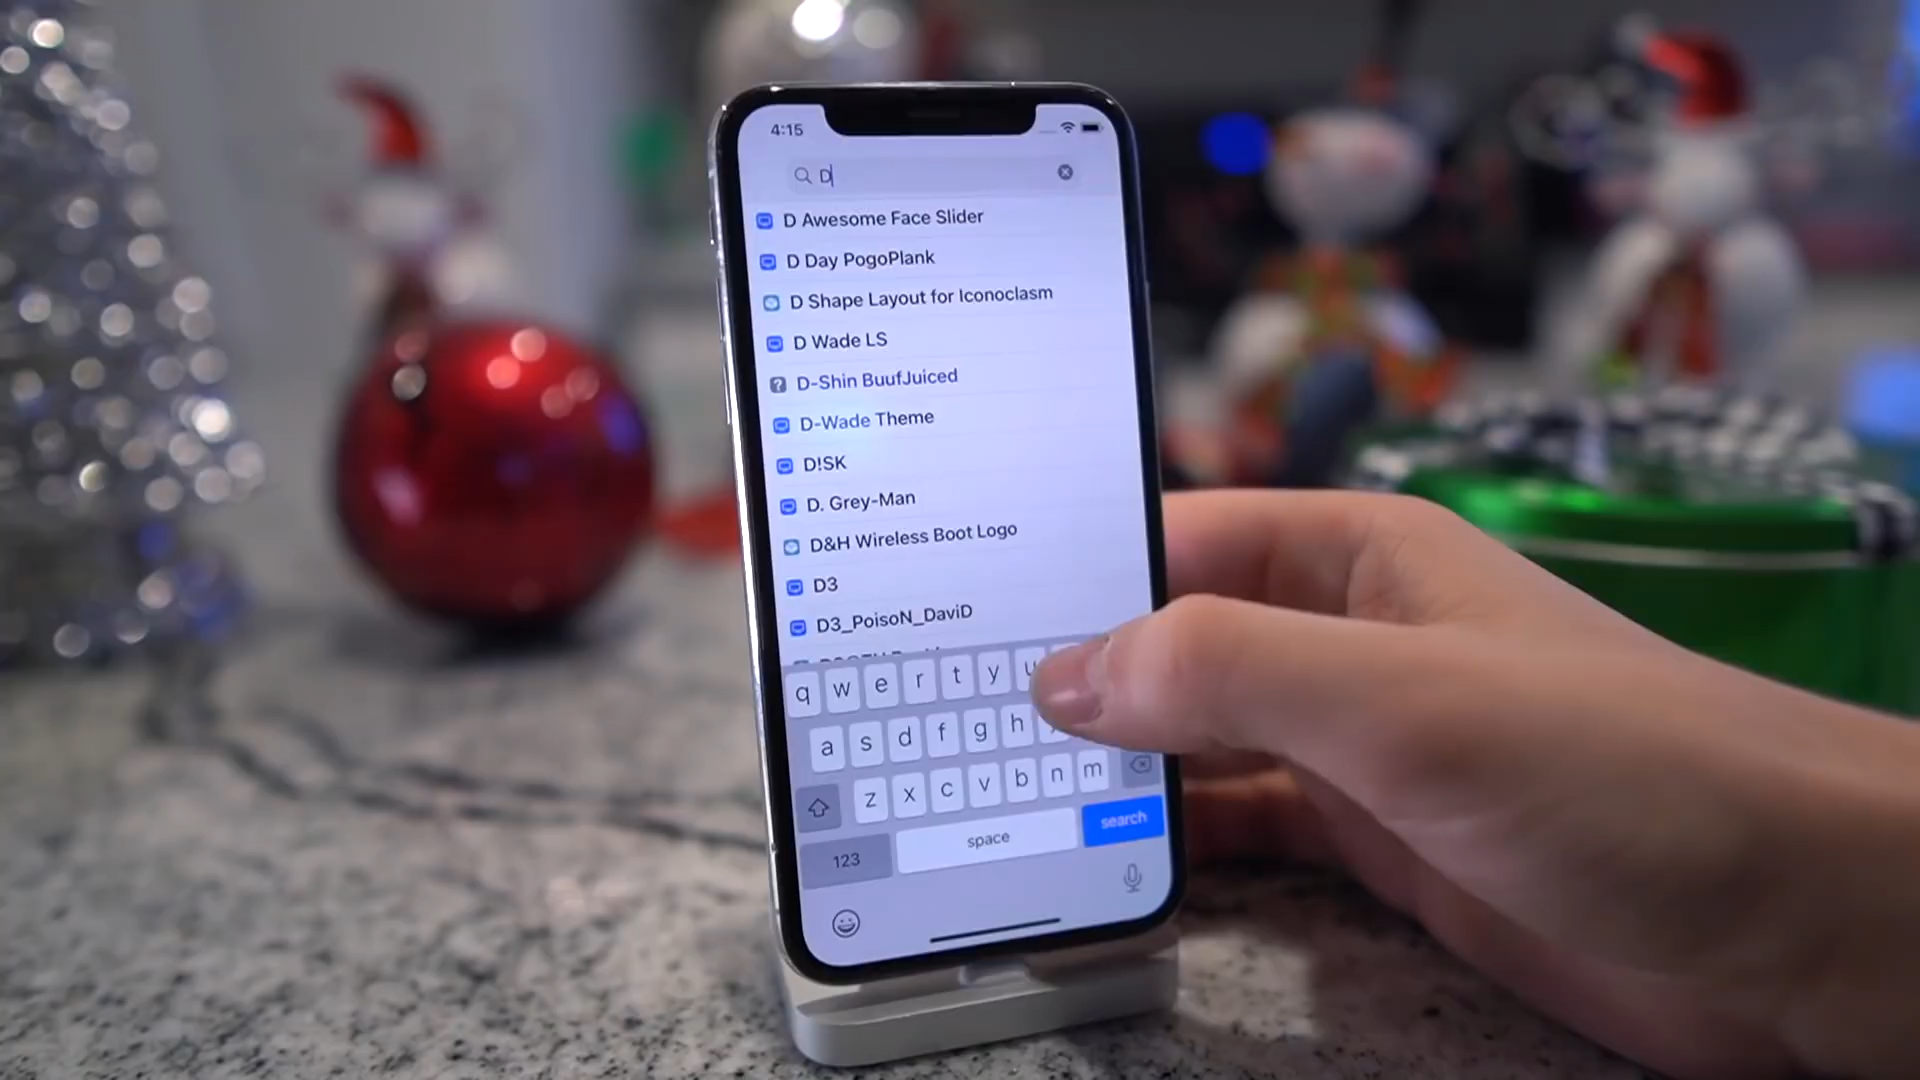 4:15
D
D Awesome Face Slider
D Day PogoPlank
D Shape Layout for Iconoclasm
D Wade LS
D-Shin BuufJuiced
D-Wade Theme
D!SK
D. Grey-Man
D&H Wireless Boot Logo
D3
D3_PoisoN_DaviD
q w e r t y u
a s d f g h
z x c v b n m
123 space search